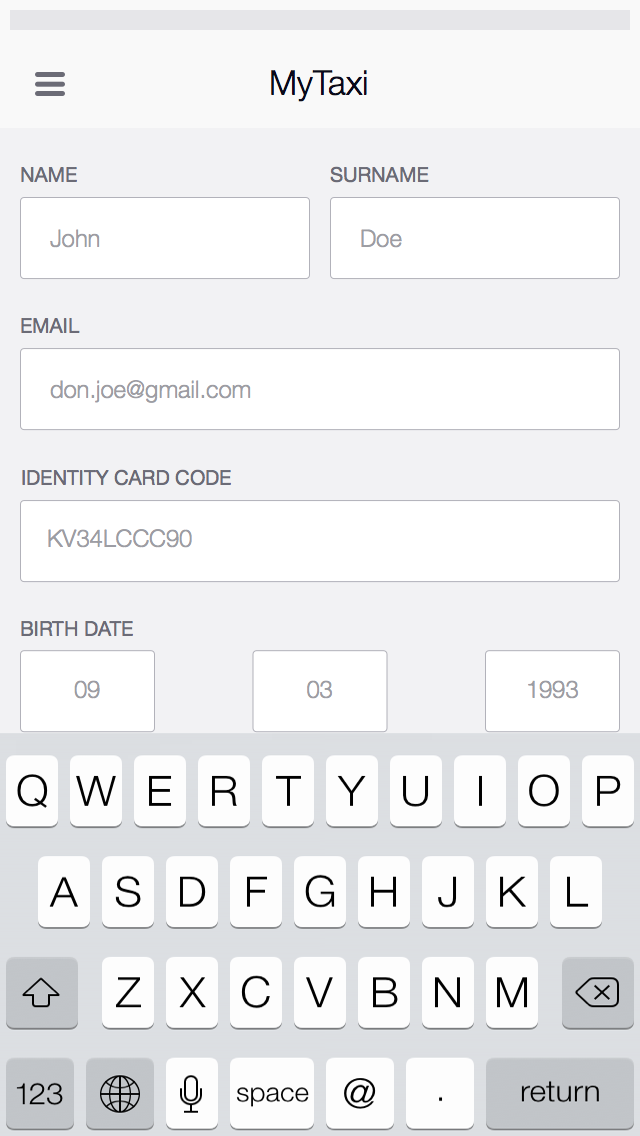 MyTaxi
NAME SURNAME
John Doe
EMAIL
don.joe@gmail.com
IDENTITY CARD CODE
KV34LCCC90
BIRTH DATE
09 03 1993
Q W E R T Y U I O P
A S D F G H J K L
Z X C V B N M
123 space @ . return